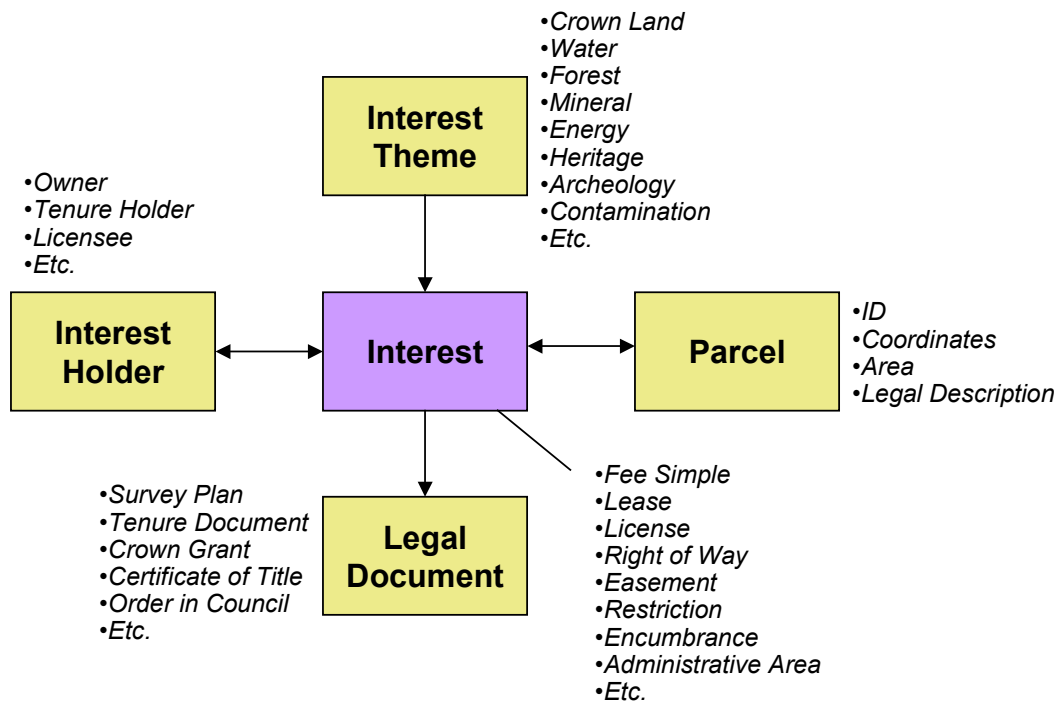 •Crown Land
•Water
•Forest
•Mineral
•Energy
•Heritage
•Archeology
•Contamination
•Etc.
Interest
Theme
•Owner
•Tenure Holder
•Licensee
•Etc.
Interest
Holder
Interest
Parcel
•ID
•Coordinates
•Area
•Legal Description
•Survey Plan
•Tenure Document
•Crown Grant
•Certificate of Title
•Order in Council
•Etc.
Legal
Document
•Fee Simple
•Lease
•License
•Right of Way
•Easement
•Restriction
•Encumbrance
•Administrative Area
•Etc.